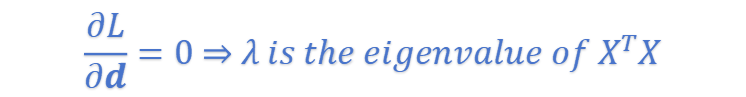 ∂L/∂d = 0 ⇒ λ is the eigenvalue of XᵀX